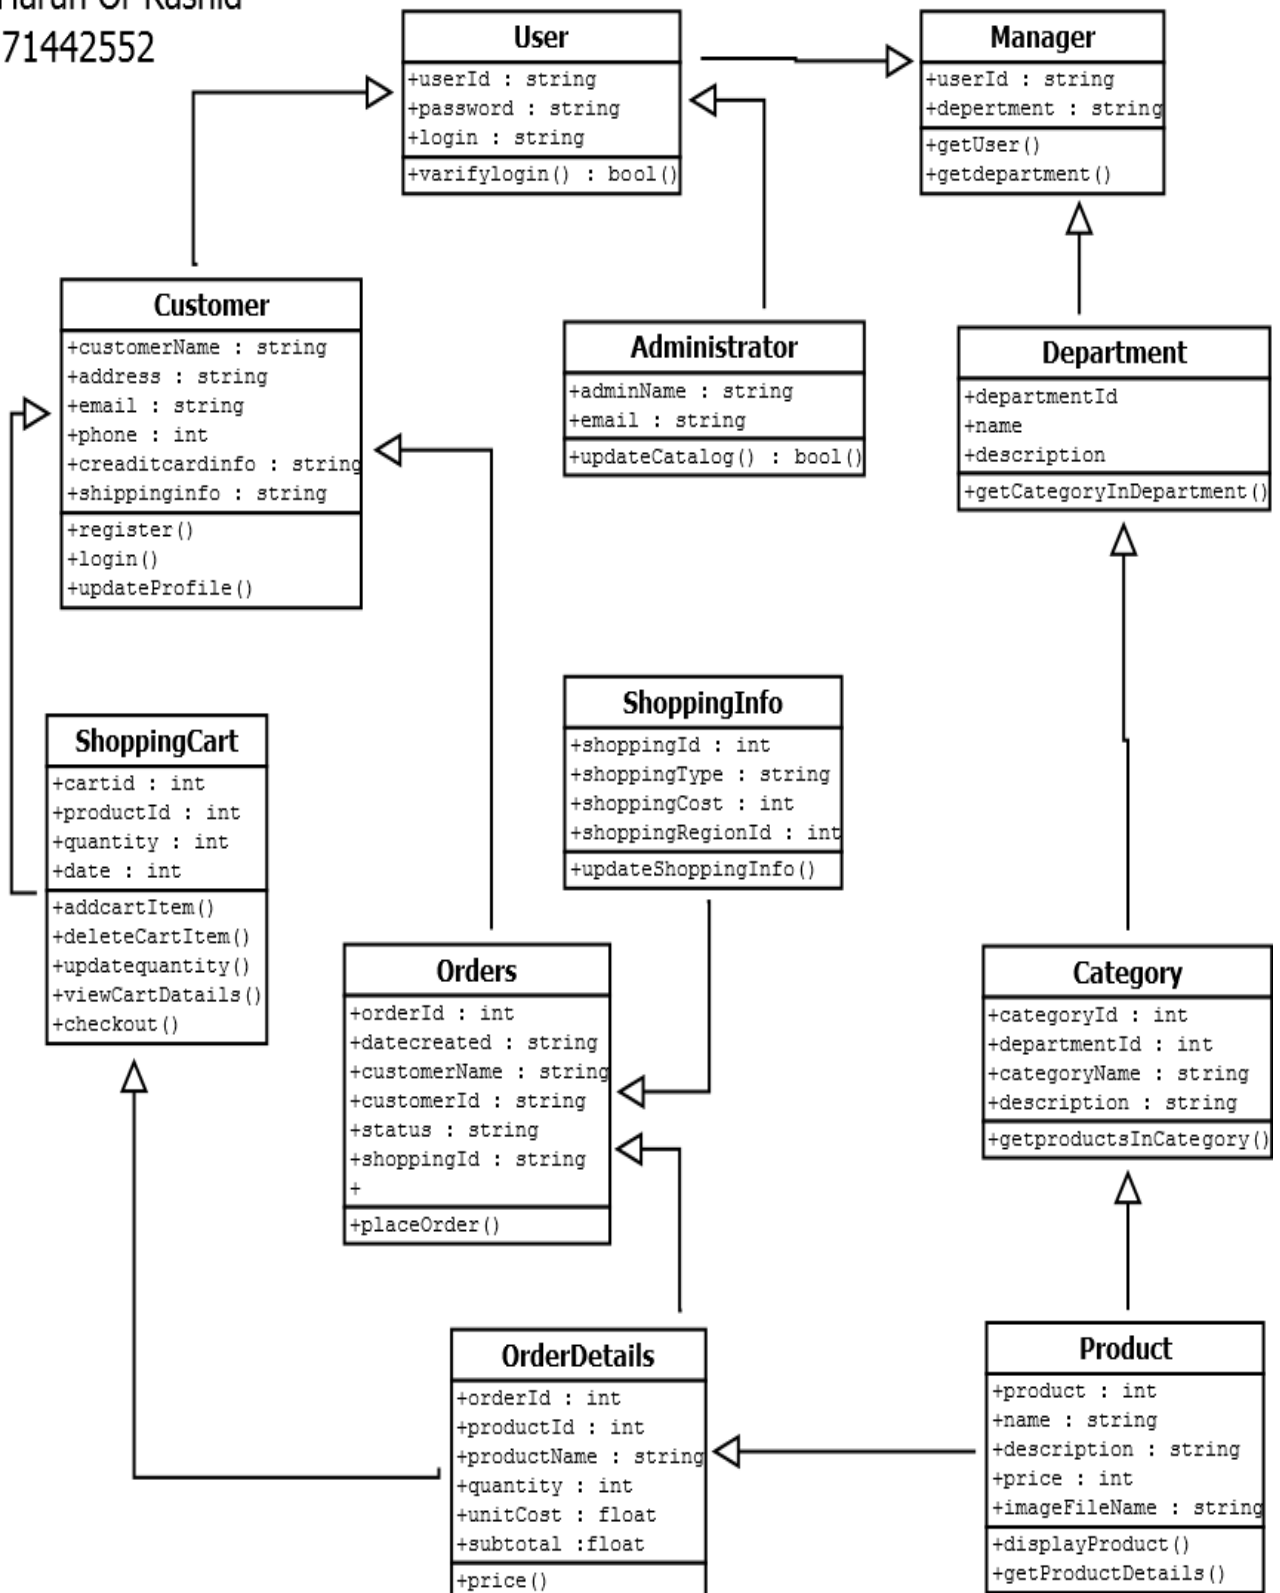 Harun Or Rashid
71442552
User
+userId : string
+password : string
+login : string
+varifylogin() : bool()
Manager
+userId : string
+depertment : string
+getUser()
+getdepartment()
Customer
+customerName : string
+address : string
+email : string
+phone : int
+creaditcardinfo : string
+shippinginfo : string
+register()
+login()
+updateProfile()
Administrator
+adminName : string
+email : string
+updateCatalog() : bool()
Department
+departmentId
+name
+description
+getCategoryInDepartment()
ShoppingCart
+cartid : int
+productId : int
+quantity : int
+date : int
+addcartItem()
+deleteCartItem()
+updatequantity()
+viewCartDatails()
+checkout()
ShoppingInfo
+shoppingId : int
+shoppingType : string
+shoppingCost : int
+shoppingRegionId : int
+updateShoppingInfo()
Orders
+orderId : int
+datecreated : string
+customerName : string
+customerId : string
+status : string
+shoppingId : string
+
+placeOrder()
Category
+categoryId : int
+departmentId : int
+categoryName : string
+description : string
+getproductsInCategory()
OrderDetails
+orderId : int
+productId : int
+productName : string
+quantity : int
+unitCost : float
+subtotal :float
+price()
Product
+product : int
+name : string
+description : string
+price : int
+imageFileName : string
+displayProduct()
+getProductDetails()